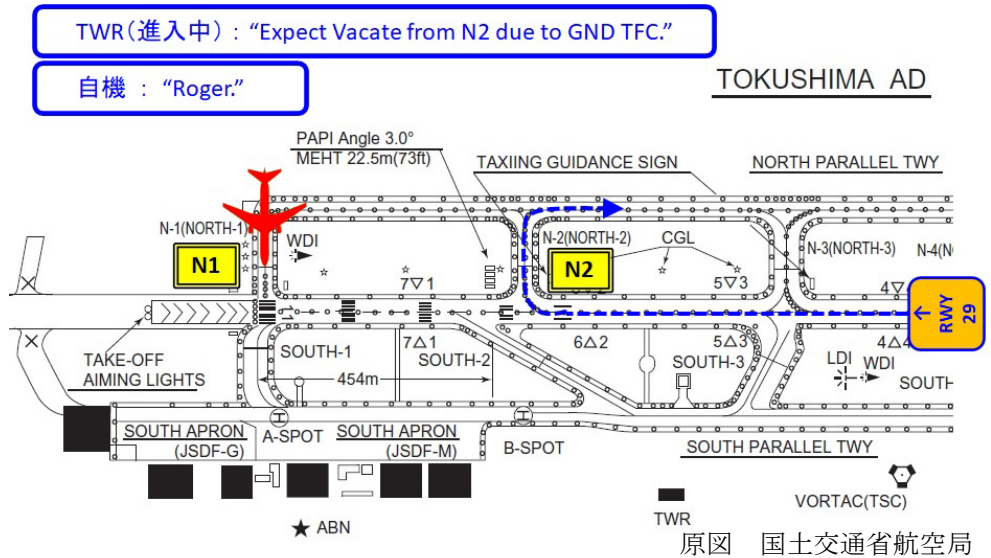 TWR(進入中) : “Expect Vacate from N2 due to GND TFC.”
自機 : “Roger.”
TOKUSHIMA AD
PAPI Angle 3.0°
MEHT 22.5m(73ft)
TAXIING GUIDANCE SIGN
NORTH PARALLEL TWY
N-1(NORTH-1)
WDI
N-2(NORTH-2)
CGL
N-3(NORTH-3)
N-4(N
N1
N2
7▽1
5▽3
4▽
RWY
29
TAKE-OFF
AIMING LIGHTS
SOUTH-1
7△1
SOUTH-2
6△2
5△3
4△4
454m
SOUTH-3
LDI
WDI
SOUTH
SOUTH APRON
(JSDF-G)
A-SPOT
SOUTH APRON
(JSDF-M)
B-SPOT
SOUTH PARALLEL TWY
VORTAC(TSC)
TWR
ABN
原図 国土交通省航空局